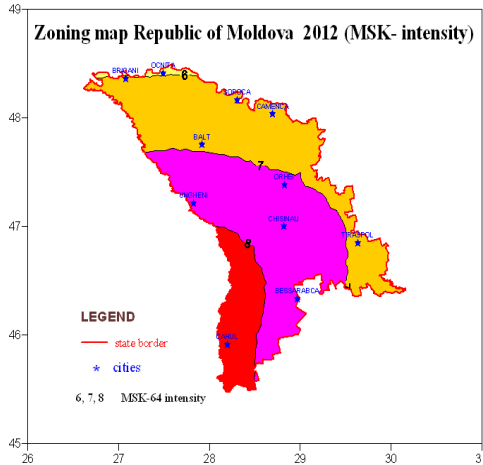 Zoning map Republic of Moldova 2012 (MSK- intensity)
49
OCNITA
BRICANI
6
SOROCA
CAMENCA
48
BALT
7
ORHEI
UNGHENI
CHISINAU
47
TIRASPOL
8
BESSARABCA
LEGEND
state border
CAHUL
46
cities
6, 7, 8 MSK-64 intensity
45
26 27 28 29 30 3